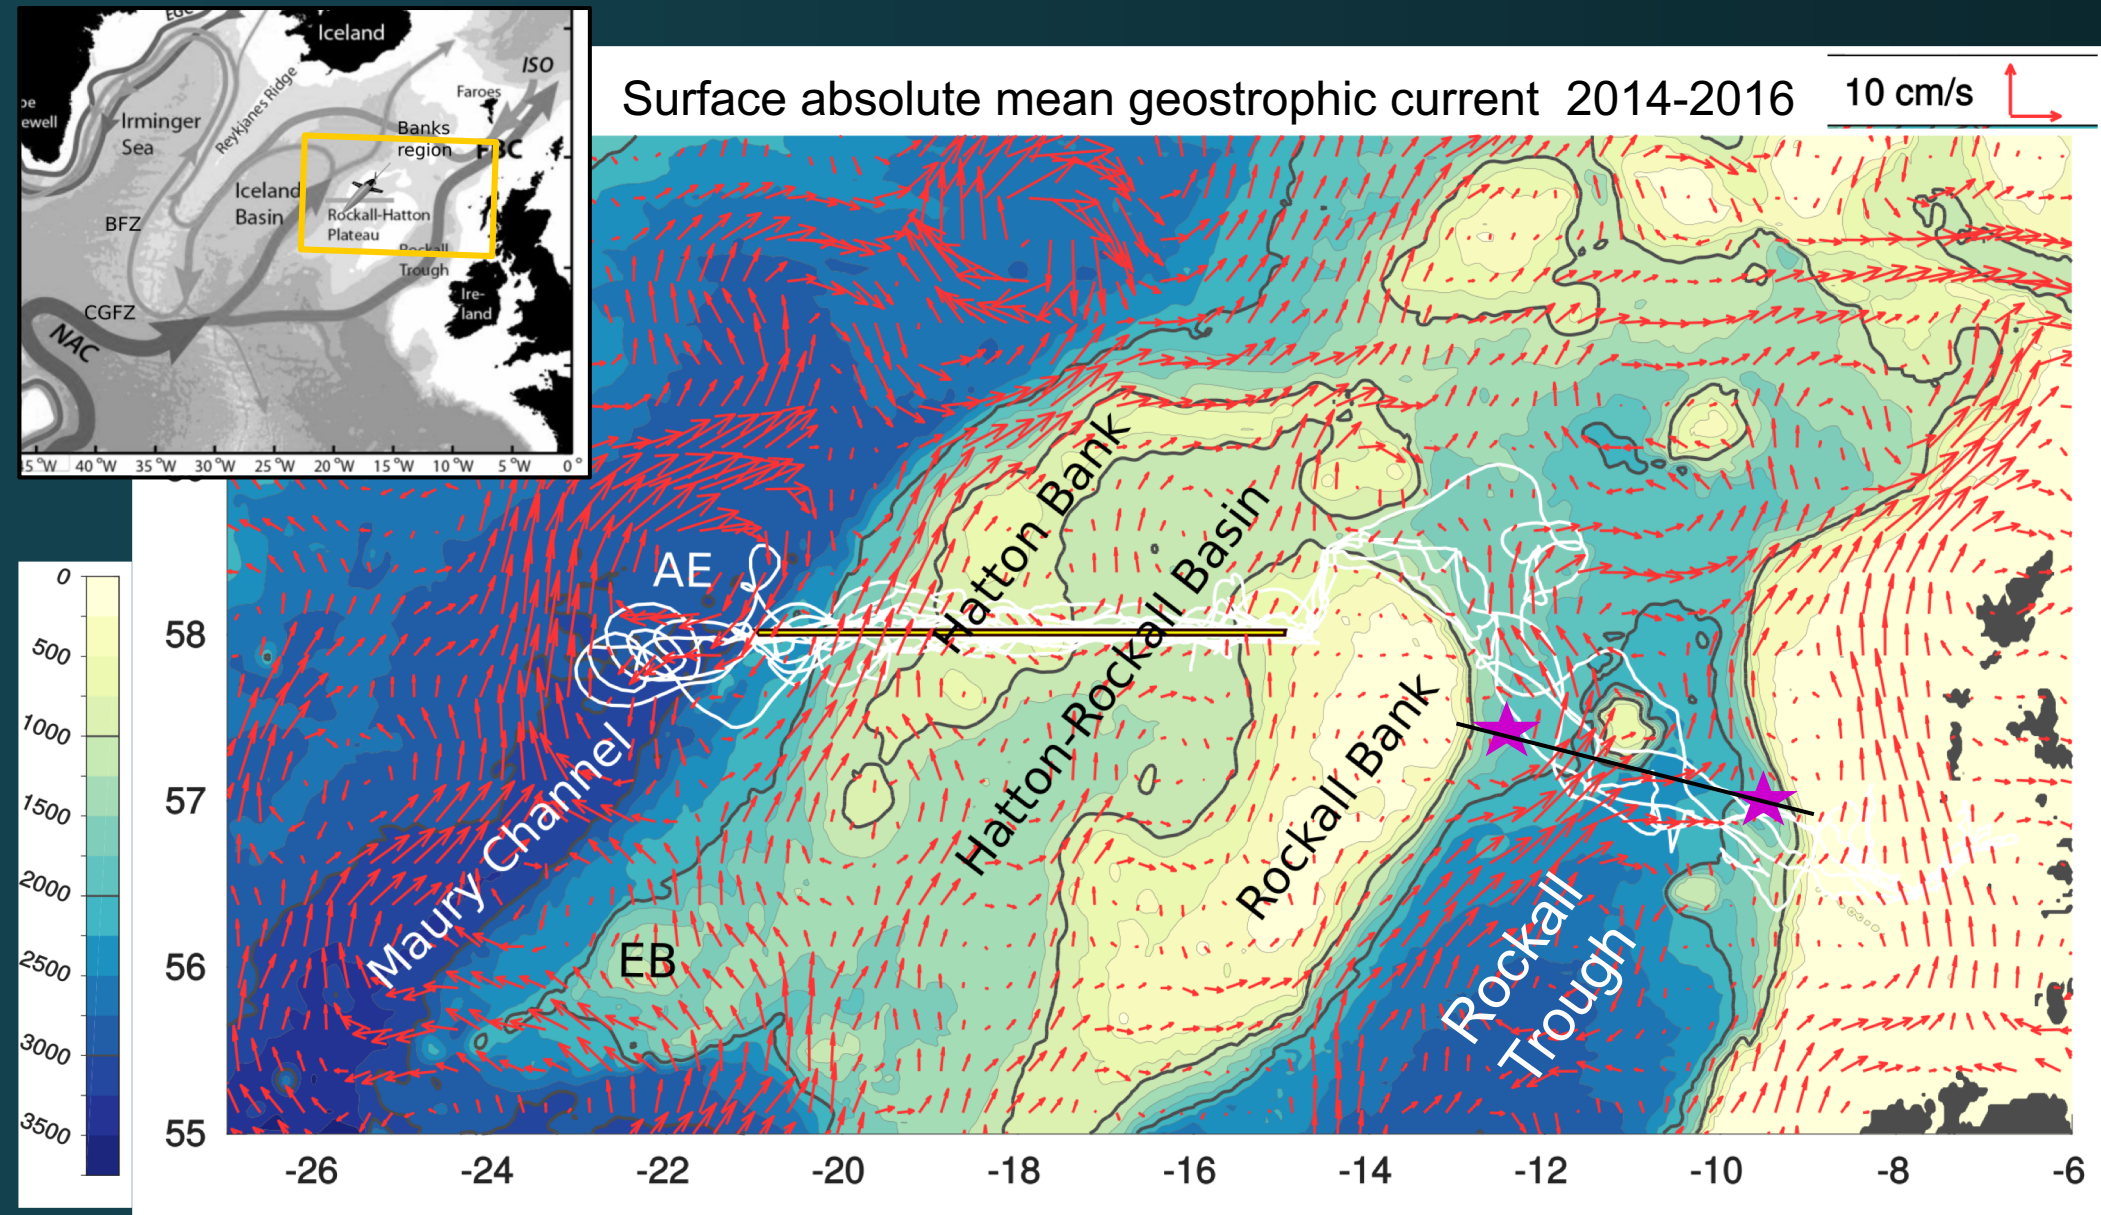 EGC
Iceland
ISO
Faroes
pe
ewell
Irminger
Sea
Reykjanes Ridge
Banks
region
FBC
Iceland
Basin
BFZ
Rockall-Hatton
Plateau
Rockall
Trough
CGFZ
NAC
Ire-
land
45°W 40°W 35°W 30°W 25°W 20°W 15°W 10°W 5°W 0°
Surface absolute mean geostrophic current 2014-2016
10 cm/s
AE
Hatton Bank
Hatton-Rockall Basin
Rockall Bank
Maury Channel
EB
Rockall
Trough
0
500
1000
1500
2000
2500
3000
3500
58
57
56
55
-26 -24 -22 -20 -18 -16 -14 -12 -10 -8 -6